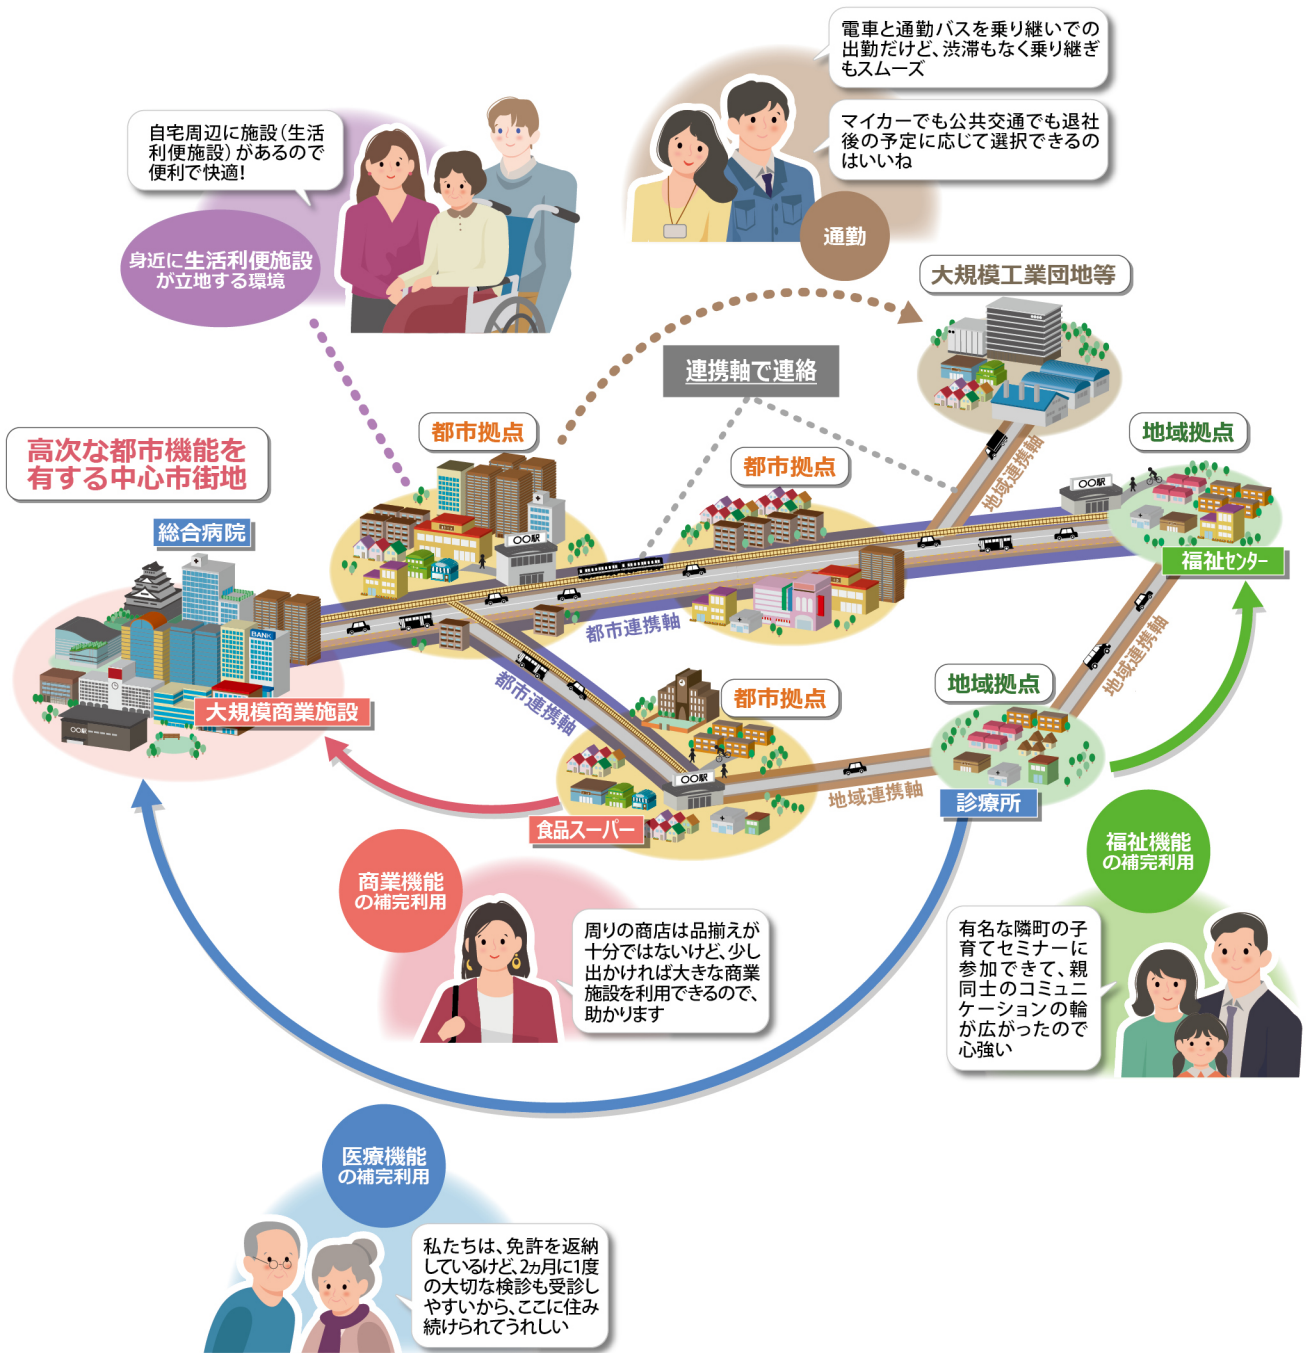 電車と通勤バスを乗り継いでの
出勤だけど、渋滞もなく乗り継ぎ
もスムーズ
マイカーでも公共交通でも退社
後の予定に応じて選択できるの
はいいね
通勤
自宅周辺に施設(生活
利便施設)があるので
便利で快適!
身近に生活利便施設
が立地する環境
大規模工業団地等
連携軸で連絡
都市拠点
地域拠点
高次な都市機能を
有する中心市街地
都市拠点
地域連携軸
〇〇駅
総合病院
〇〇駅
福祉センター
BANK
都市連携軸
地域連携軸
都市連携軸
都市拠点
地域拠点
大規模商業施設
〇〇駅
〇〇駅
地域連携軸
診療所
食品スーパー
商業機能
の補完利用
福祉機能
の補完利用
周りの商店は品揃えが
十分ではないけど、少し
出かければ大きな商業
施設を利用できるので、
助かります
有名な隣町の子
育てセミナーに
参加できて、親
同士のコミュニ
ケーションの輪
が広がったので
心強い
医療機能
の補完利用
私たちは、免許を返納
しているけど、2ヵ月に1度
の大切な検診も受診し
やすいから、ここに住み
続けられてうれしい